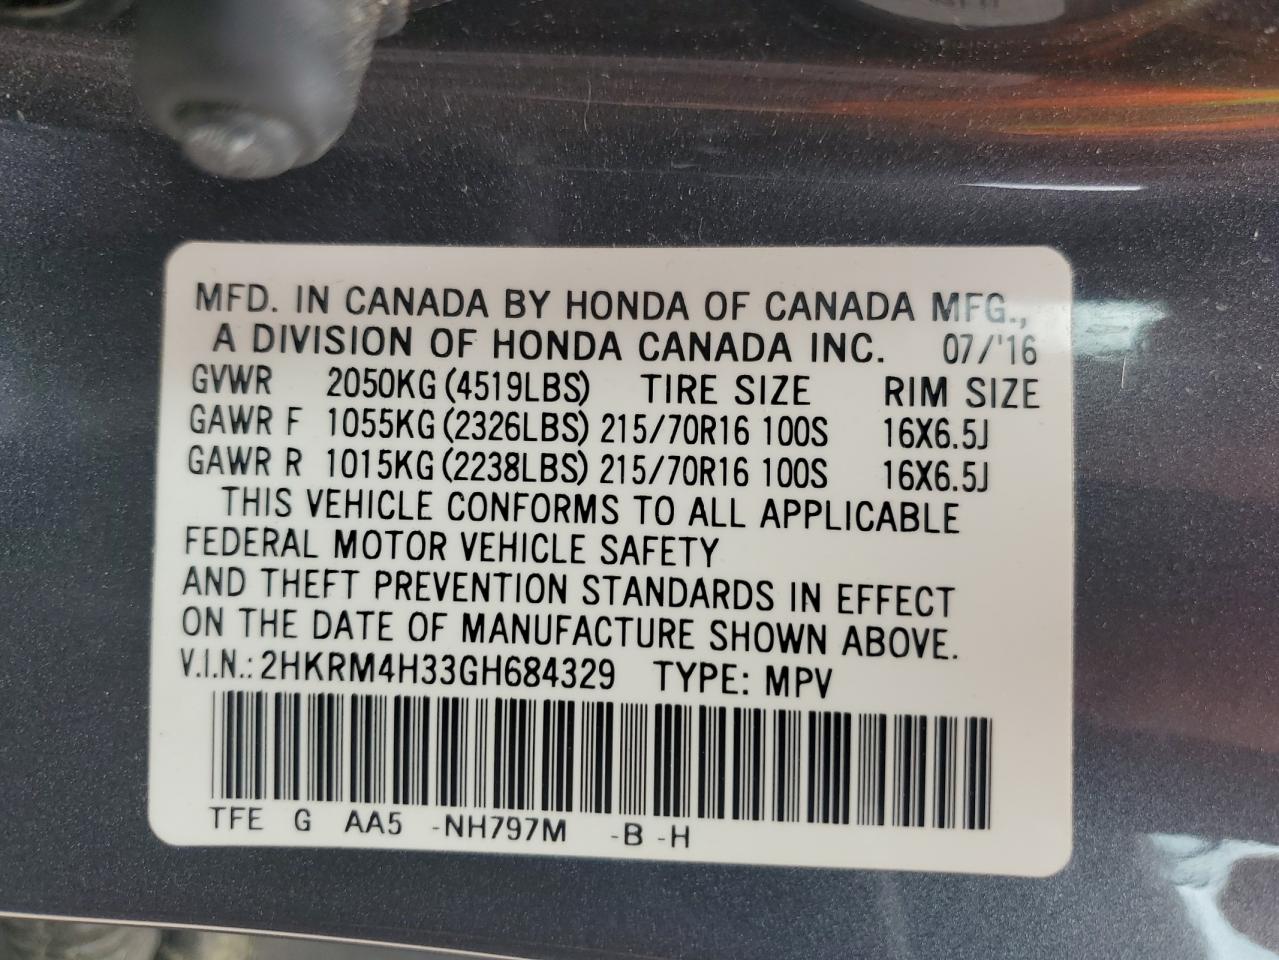 MFD. IN CANADA BY HONDA OF CANADA MFG.,
A DIVISION OF HONDA CANADA INC. 07/'16
GVWR 2050KG (4519LBS) TIRE SIZE RIM SIZE
GAWR F 1055KG (2326LBS) 215/70R16 100S 16X6.5J
GAWR R 1015KG (2238LBS) 215/70R16 100S 16X6.5J
THIS VEHICLE CONFORMS TO ALL APPLICABLE
FEDERAL MOTOR VEHICLE SAFETY
AND THEFT PREVENTION STANDARDS IN EFFECT
ON THE DATE OF MANUFACTURE SHOWN ABOVE.
V.I.N.: 2HKRM4H33GH684329 TYPE: MPV
TFE G AA5 -NH797M -B -H